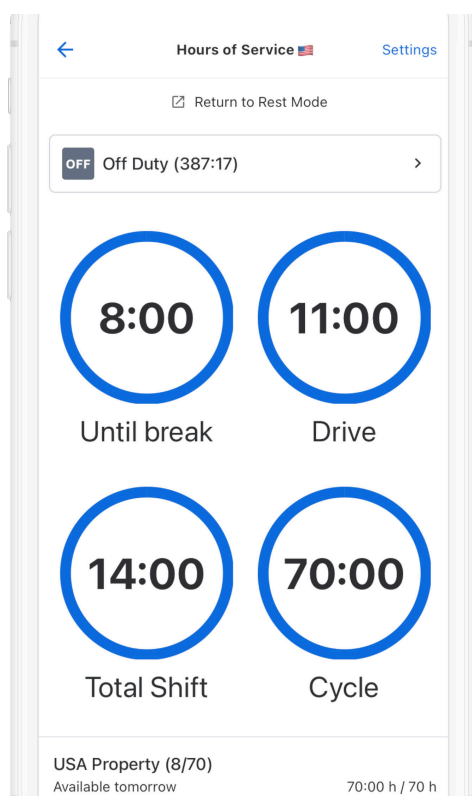 Hours of Service 🇺🇸 Settings
Return to Rest Mode
OFF Off Duty (387:17)
8:00 11:00
Until break Drive
14:00 70:00
Total Shift Cycle
USA Property (8/70)
Available tomorrow 70:00 h / 70 h